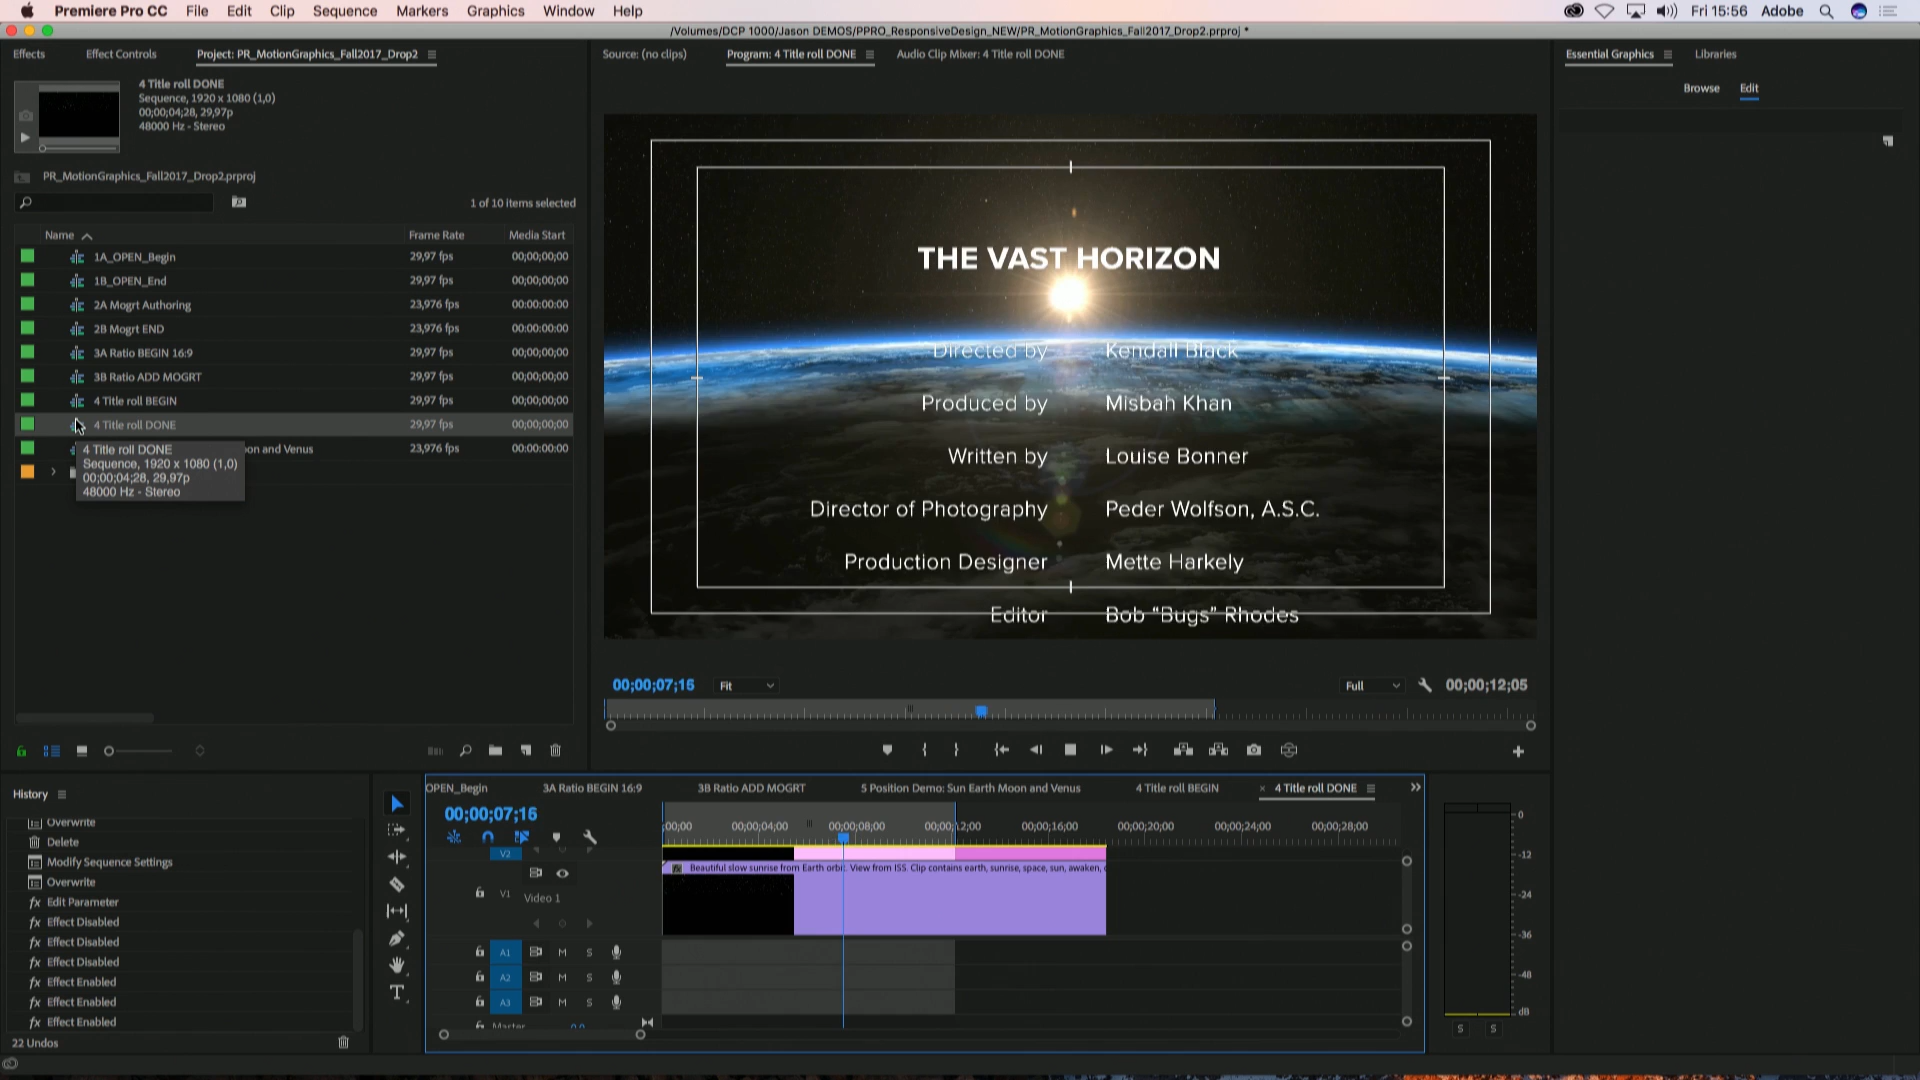 Premiere Pro CC File Edit Clip Sequence Markers Graphics Window Help Fri 15:56 Adobe
/Volumes/DCP 1000/Jason DEMOS/PPRO_ResponsiveDesign_NEW/PR_MotionGraphics_Fall2017_Drop2.prproj *
Effects Effect Controls Project: PR_MotionGraphics_Fall2017_Drop2
4 Title roll DONE
Sequence, 1920 x 1080 (1,0)
00;00;04;28, 29,97p
48000 Hz - Stereo
PR_MotionGraphics_Fall2017_Drop2.prproj
1 of 10 items selected
Name Frame Rate Media Start
1A_OPEN_Begin 29,97 fps 00;00;00;00
1B_OPEN_End 29,97 fps 00;00;00;00
2A Mogrt Authoring 23,976 fps 00:00:00:00
2B Mogrt END 23,976 fps 00:00:00:00
3A Ratio BEGIN 16:9 29,97 fps 00;00;00;00
3B Ratio ADD MOGRT 29,97 fps 00;00;00;00
4 Title roll BEGIN 29,97 fps 00;00;00;00
4 Title roll DONE 29,97 fps 00;00;00;00
on and Venus 23,976 fps 00:00:00:00
4 Title roll DONE
Sequence, 1920 x 1080 (1,0)
00;00;04;28, 29,97p
48000 Hz - Stereo
Source: (no clips) Program: 4 Title roll DONE Audio Clip Mixer: 4 Title roll DONE
THE VAST HORIZON
Directed by Kendall Black
Produced by Misbah Khan
Written by Louise Bonner
Director of Photography Peder Wolfson, A.S.C.
Production Designer Mette Harkely
Editor Bob “Bugs” Rhodes
00;00;07;15 Fit Full 00;00;12;05
Essential Graphics Libraries
Browse Edit
History
Overwrite
Delete
Modify Sequence Settings
Overwrite
fx Edit Parameter
fx Effect Disabled
fx Effect Disabled
fx Effect Disabled
fx Effect Enabled
fx Effect Enabled
fx Effect Enabled
22 Undos
OPEN_Begin 3A Ratio BEGIN 16:9 3B Ratio ADD MOGRT 5 Position Demo: Sun Earth Moon and Venus 4 Title roll BEGIN × 4 Title roll DONE
00;00;07;16
;00;00 00;00;04;00 00;00;08;00 00;00;12;00 00;00;16;00 00;00;20;00 00;00;24;00 00;00;28;00
V2
Beautiful slow sunrise from Earth orbit. View from ISS. Clip contains earth, sunrise, space, sun, awaken,
V1 Video 1
A1 M S
A2 M S
A3 M S
Master 0,0
0
-12
-24
-36
-48
dB
S S